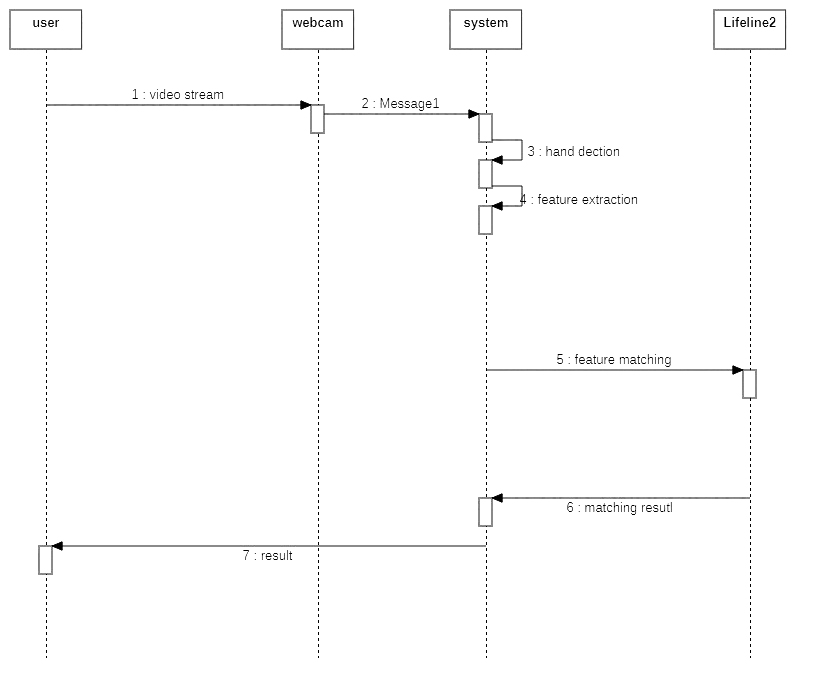 user
webcam
system
Lifeline2
1 : video stream
2 : Message1
3 : hand dection
4 : feature extraction
5 : feature matching
6 : matching resutl
7 : result